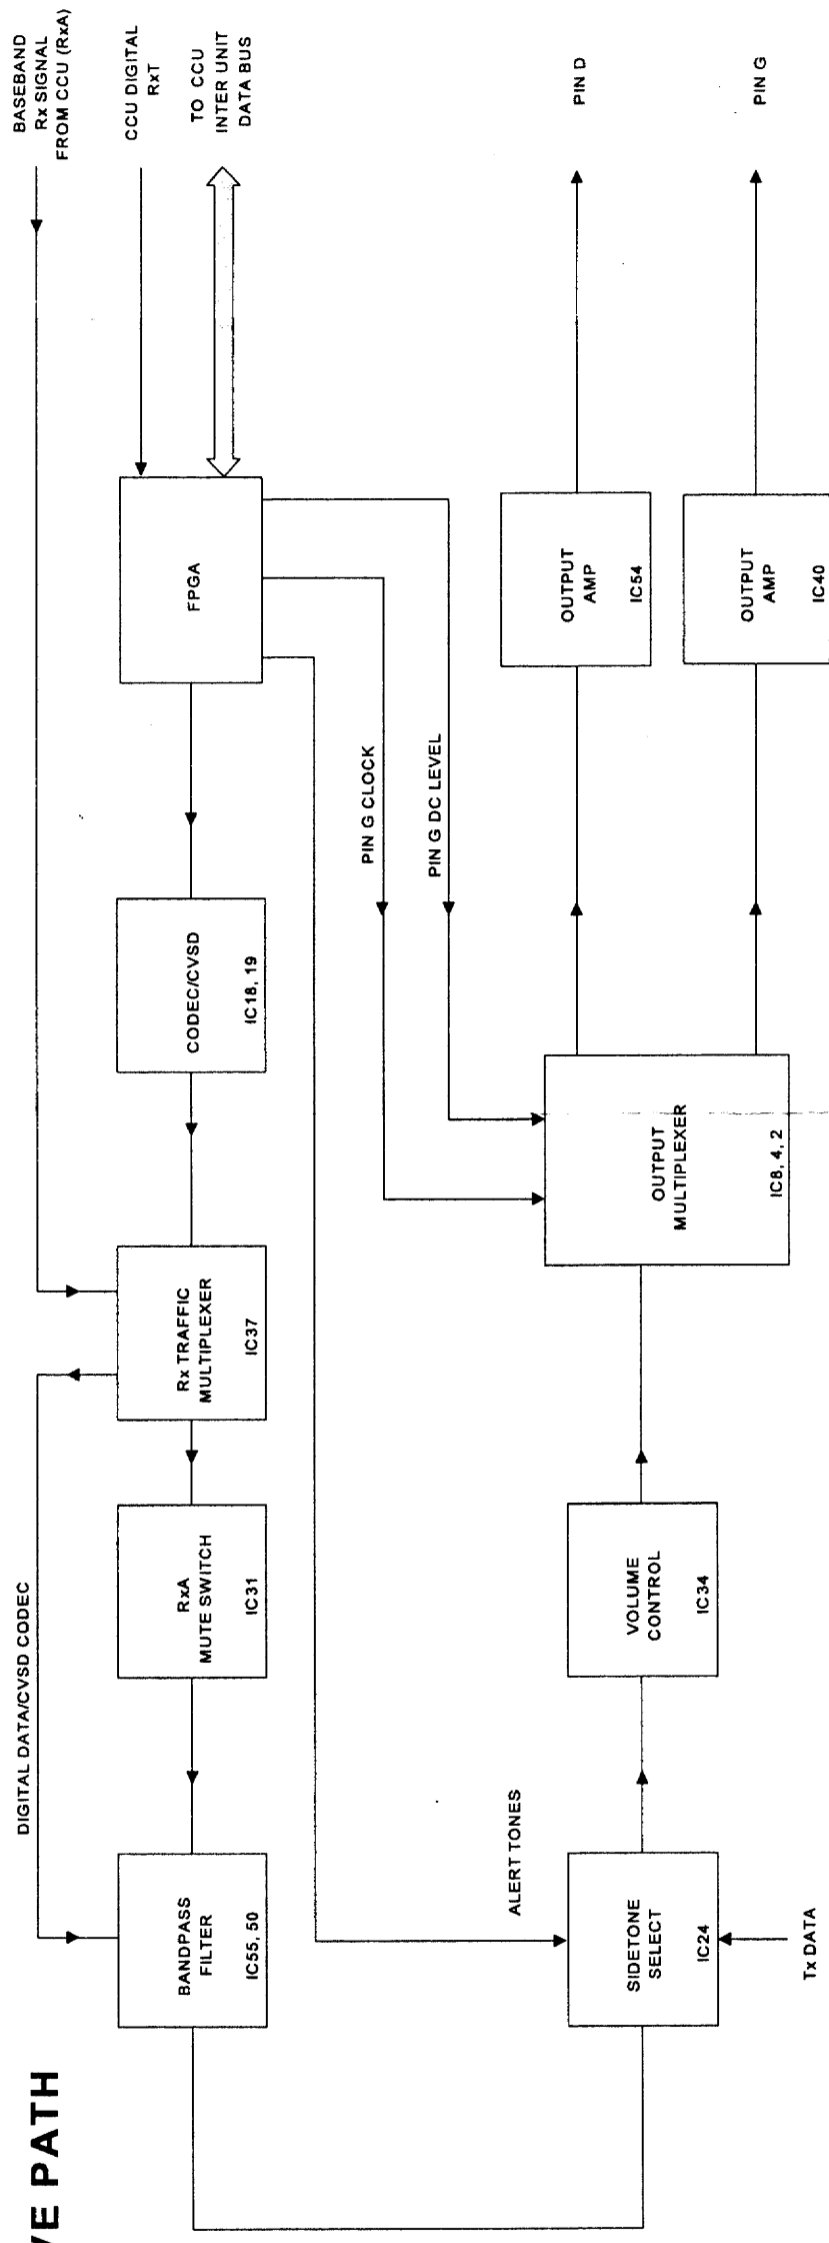 VE PATH
DIGITAL DATA/CVSD CODEC
BASEBAND
Rx SIGNAL
FROM CCU (RxA)
BANDPASS
FILTER
IC55, 50
RxA
MUTE SWITCH
IC31
Rx TRAFFIC
MULTIPLEXER
IC37
CODEC/CVSD
IC18, 19
FPGA
CCU DIGITAL
RxT
TO CCU
INTER UNIT
DATA BUS
PIN G CLOCK
PIN G DC LEVEL
ALERT TONES
SIDETONE
SELECT
IC24
Tx DATA
VOLUME
CONTROL
IC34
OUTPUT
MULTIPLEXER
IC8, 4, 2
OUTPUT
AMP
IC54
PIN D
OUTPUT
AMP
IC40
PIN G